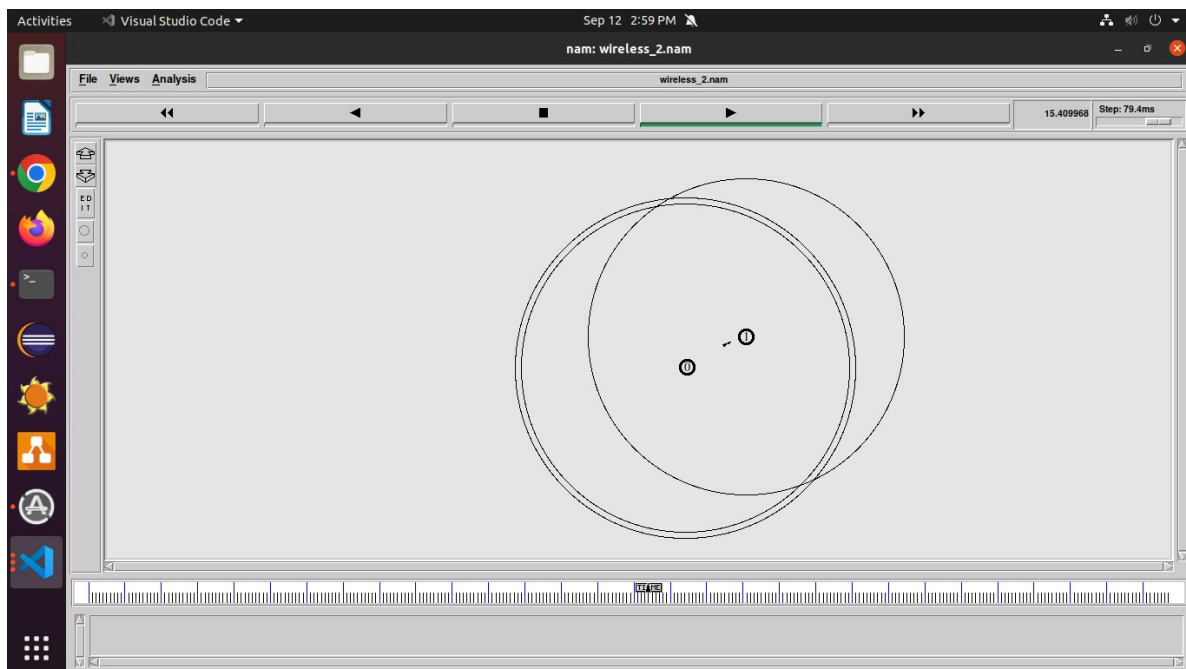 Activities Visual Studio Code Sep 12 2:59 PM
nam: wireless_2.nam
File Views Analysis wireless_2.nam
15.409968 Step: 79.4ms
ED
IT
1
0
TIME